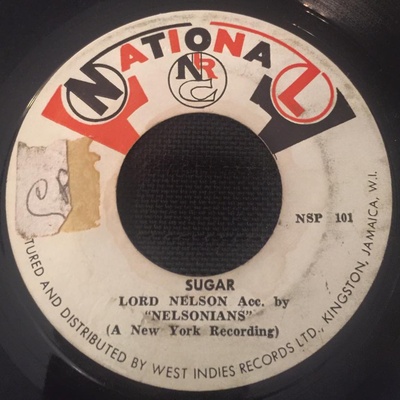 NATIONAL
NRC
NSP 101
SUGAR
LORD NELSON Acc. by
"NELSONIANS"
(A New York Recording)
TURED AND DISTRIBUTED BY WEST INDIES RECORDS LTD., KINGSTON, JAMAICA, W.I.